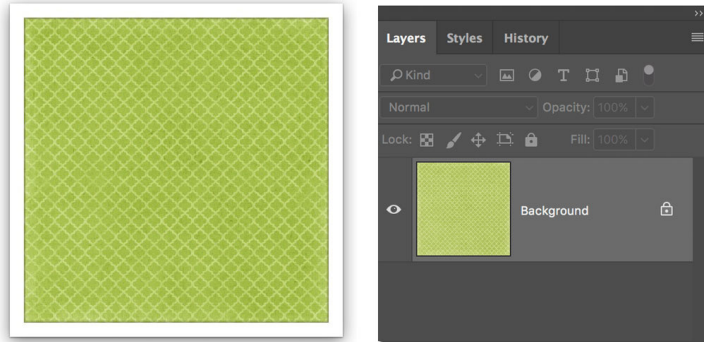 Layers Styles History
Kind
Normal Opacity: 100%
Lock: Fill: 100%
Background